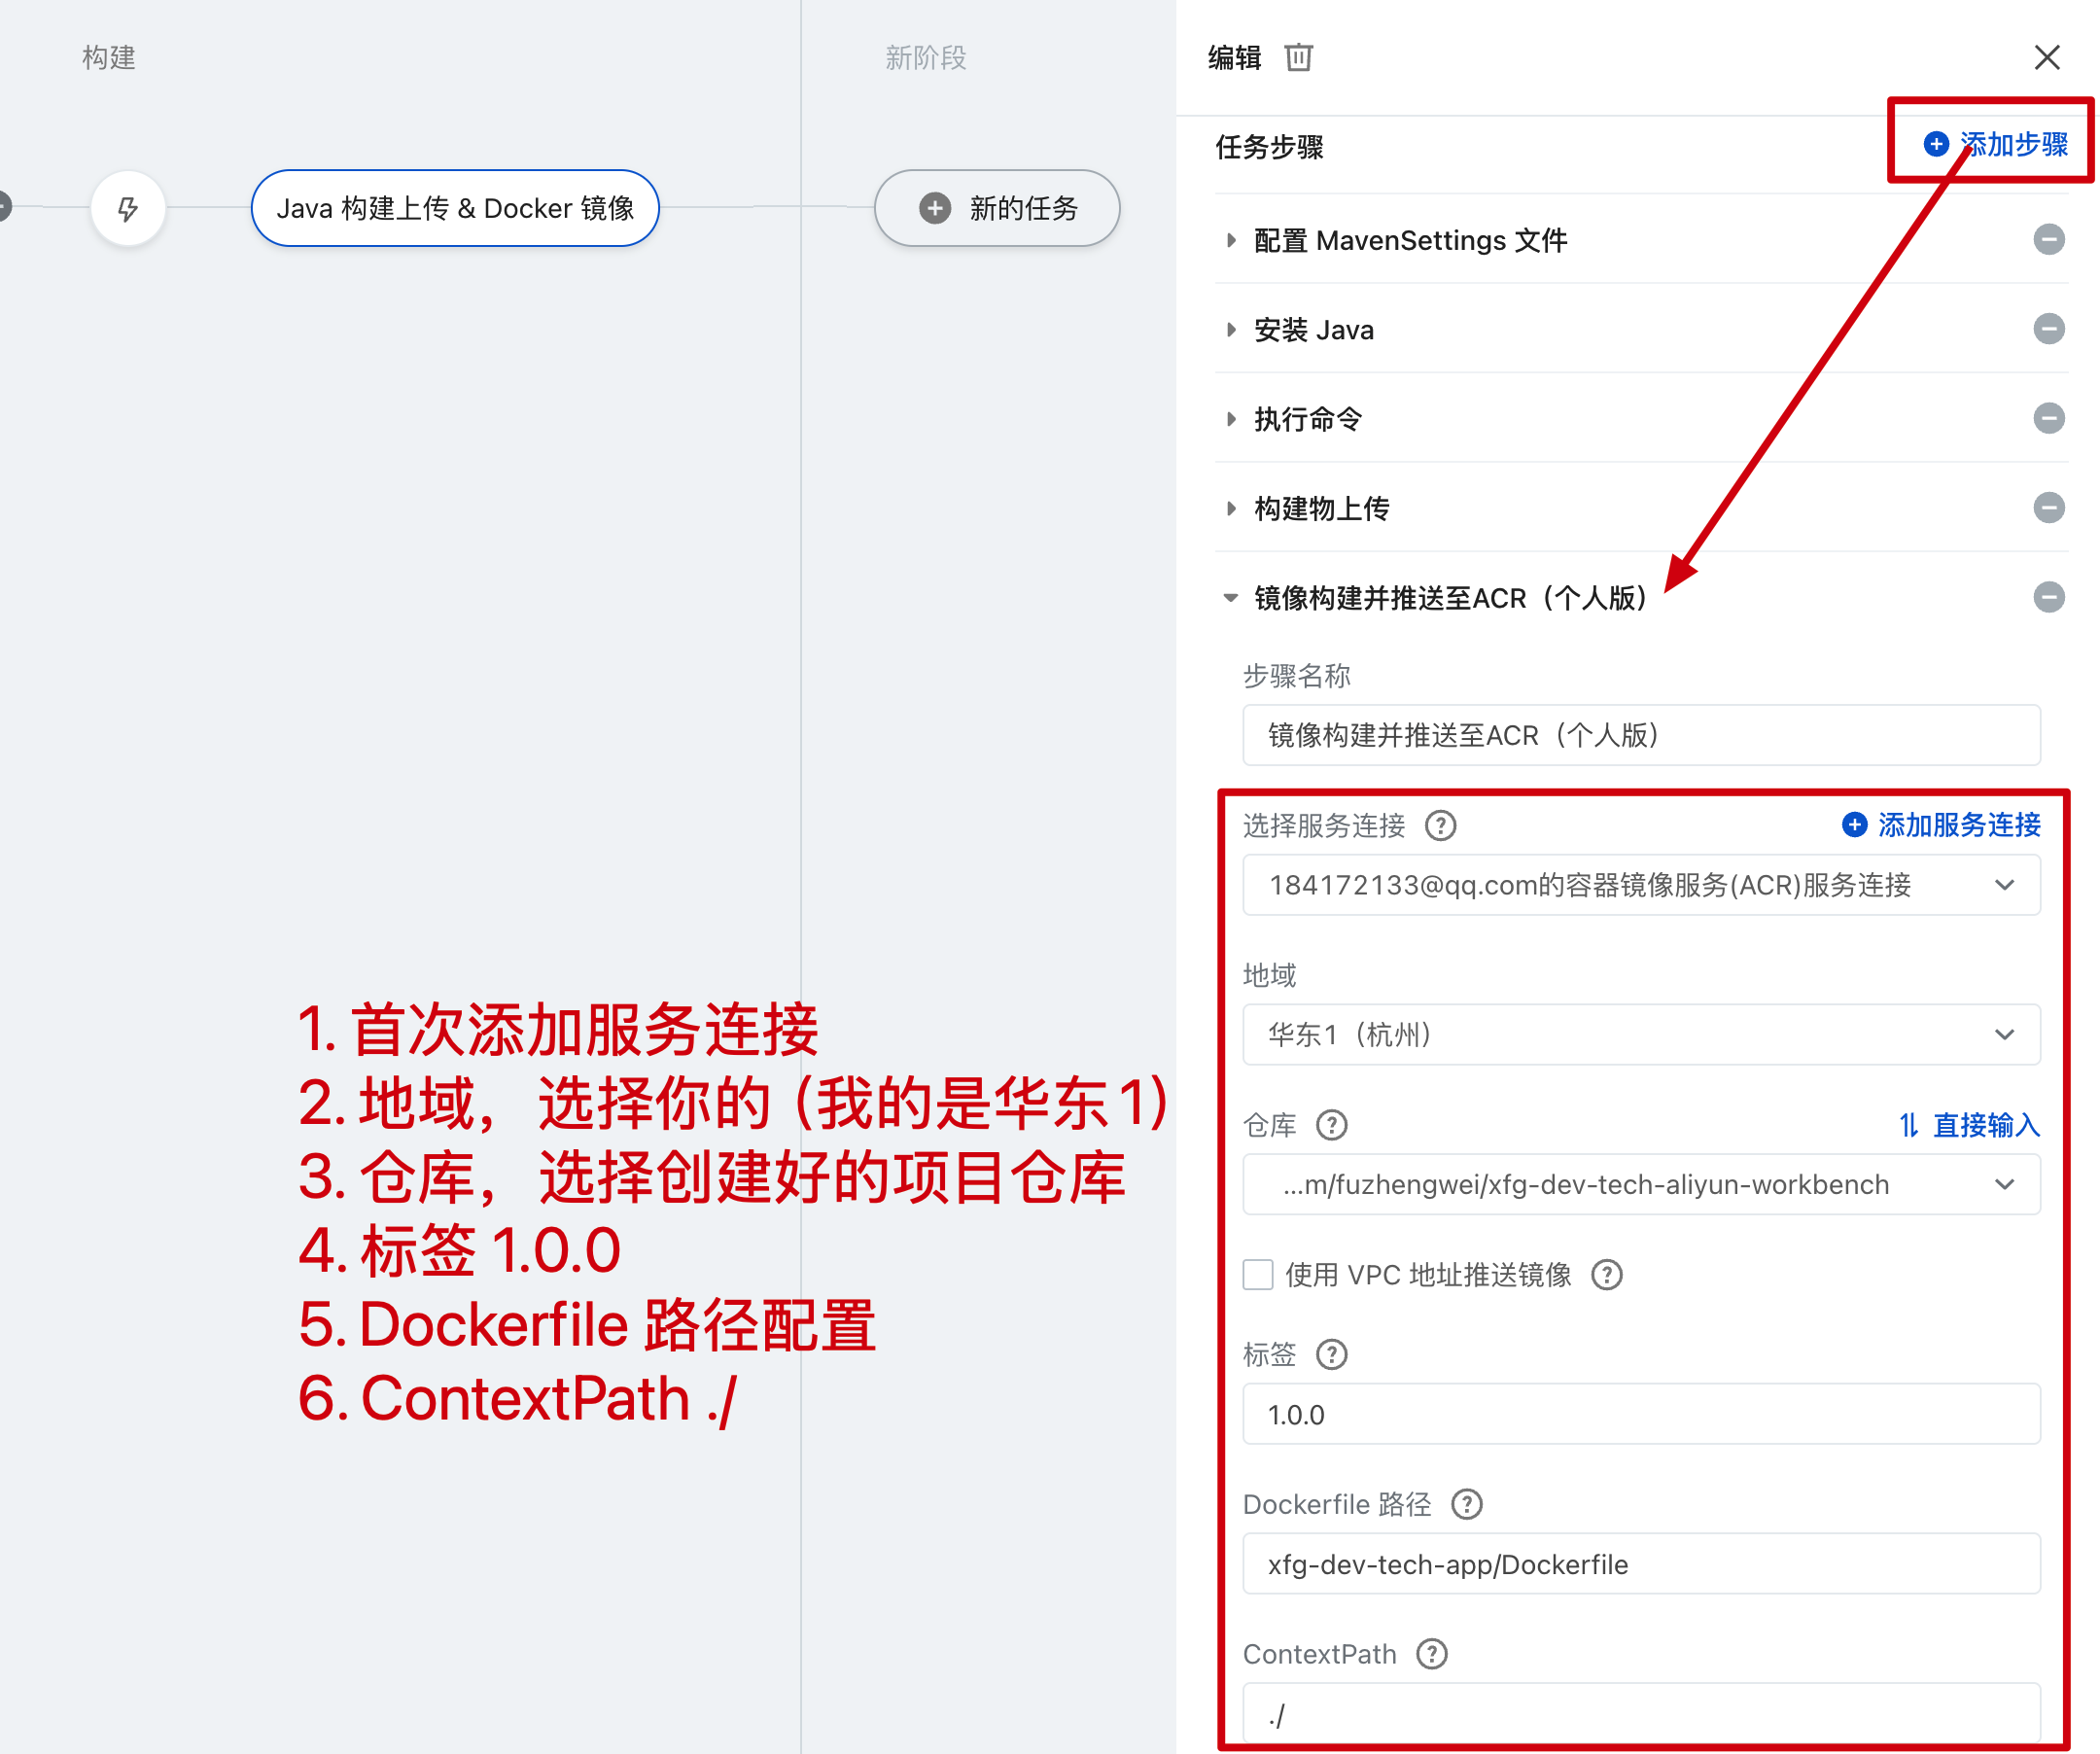 构建
新阶段
Java 构建上传 & Docker 镜像
新的任务
1. 首次添加服务连接
2. 地域，选择你的 (我的是华东1)
3. 仓库，选择创建好的项目仓库
4. 标签 1.0.0
5. Dockerfile 路径配置
6. ContextPath ./
编辑
任务步骤
添加步骤
配置 MavenSettings 文件
安装 Java
执行命令
构建物上传
镜像构建并推送至ACR（个人版）
步骤名称
镜像构建并推送至ACR（个人版）
选择服务连接
添加服务连接
184172133@qq.com的容器镜像服务(ACR)服务连接
地域
华东1（杭州）
仓库
直接输入
...m/fuzhengwei/xfg-dev-tech-aliyun-workbench
使用 VPC 地址推送镜像
标签
1.0.0
Dockerfile 路径
xfg-dev-tech-app/Dockerfile
ContextPath
./